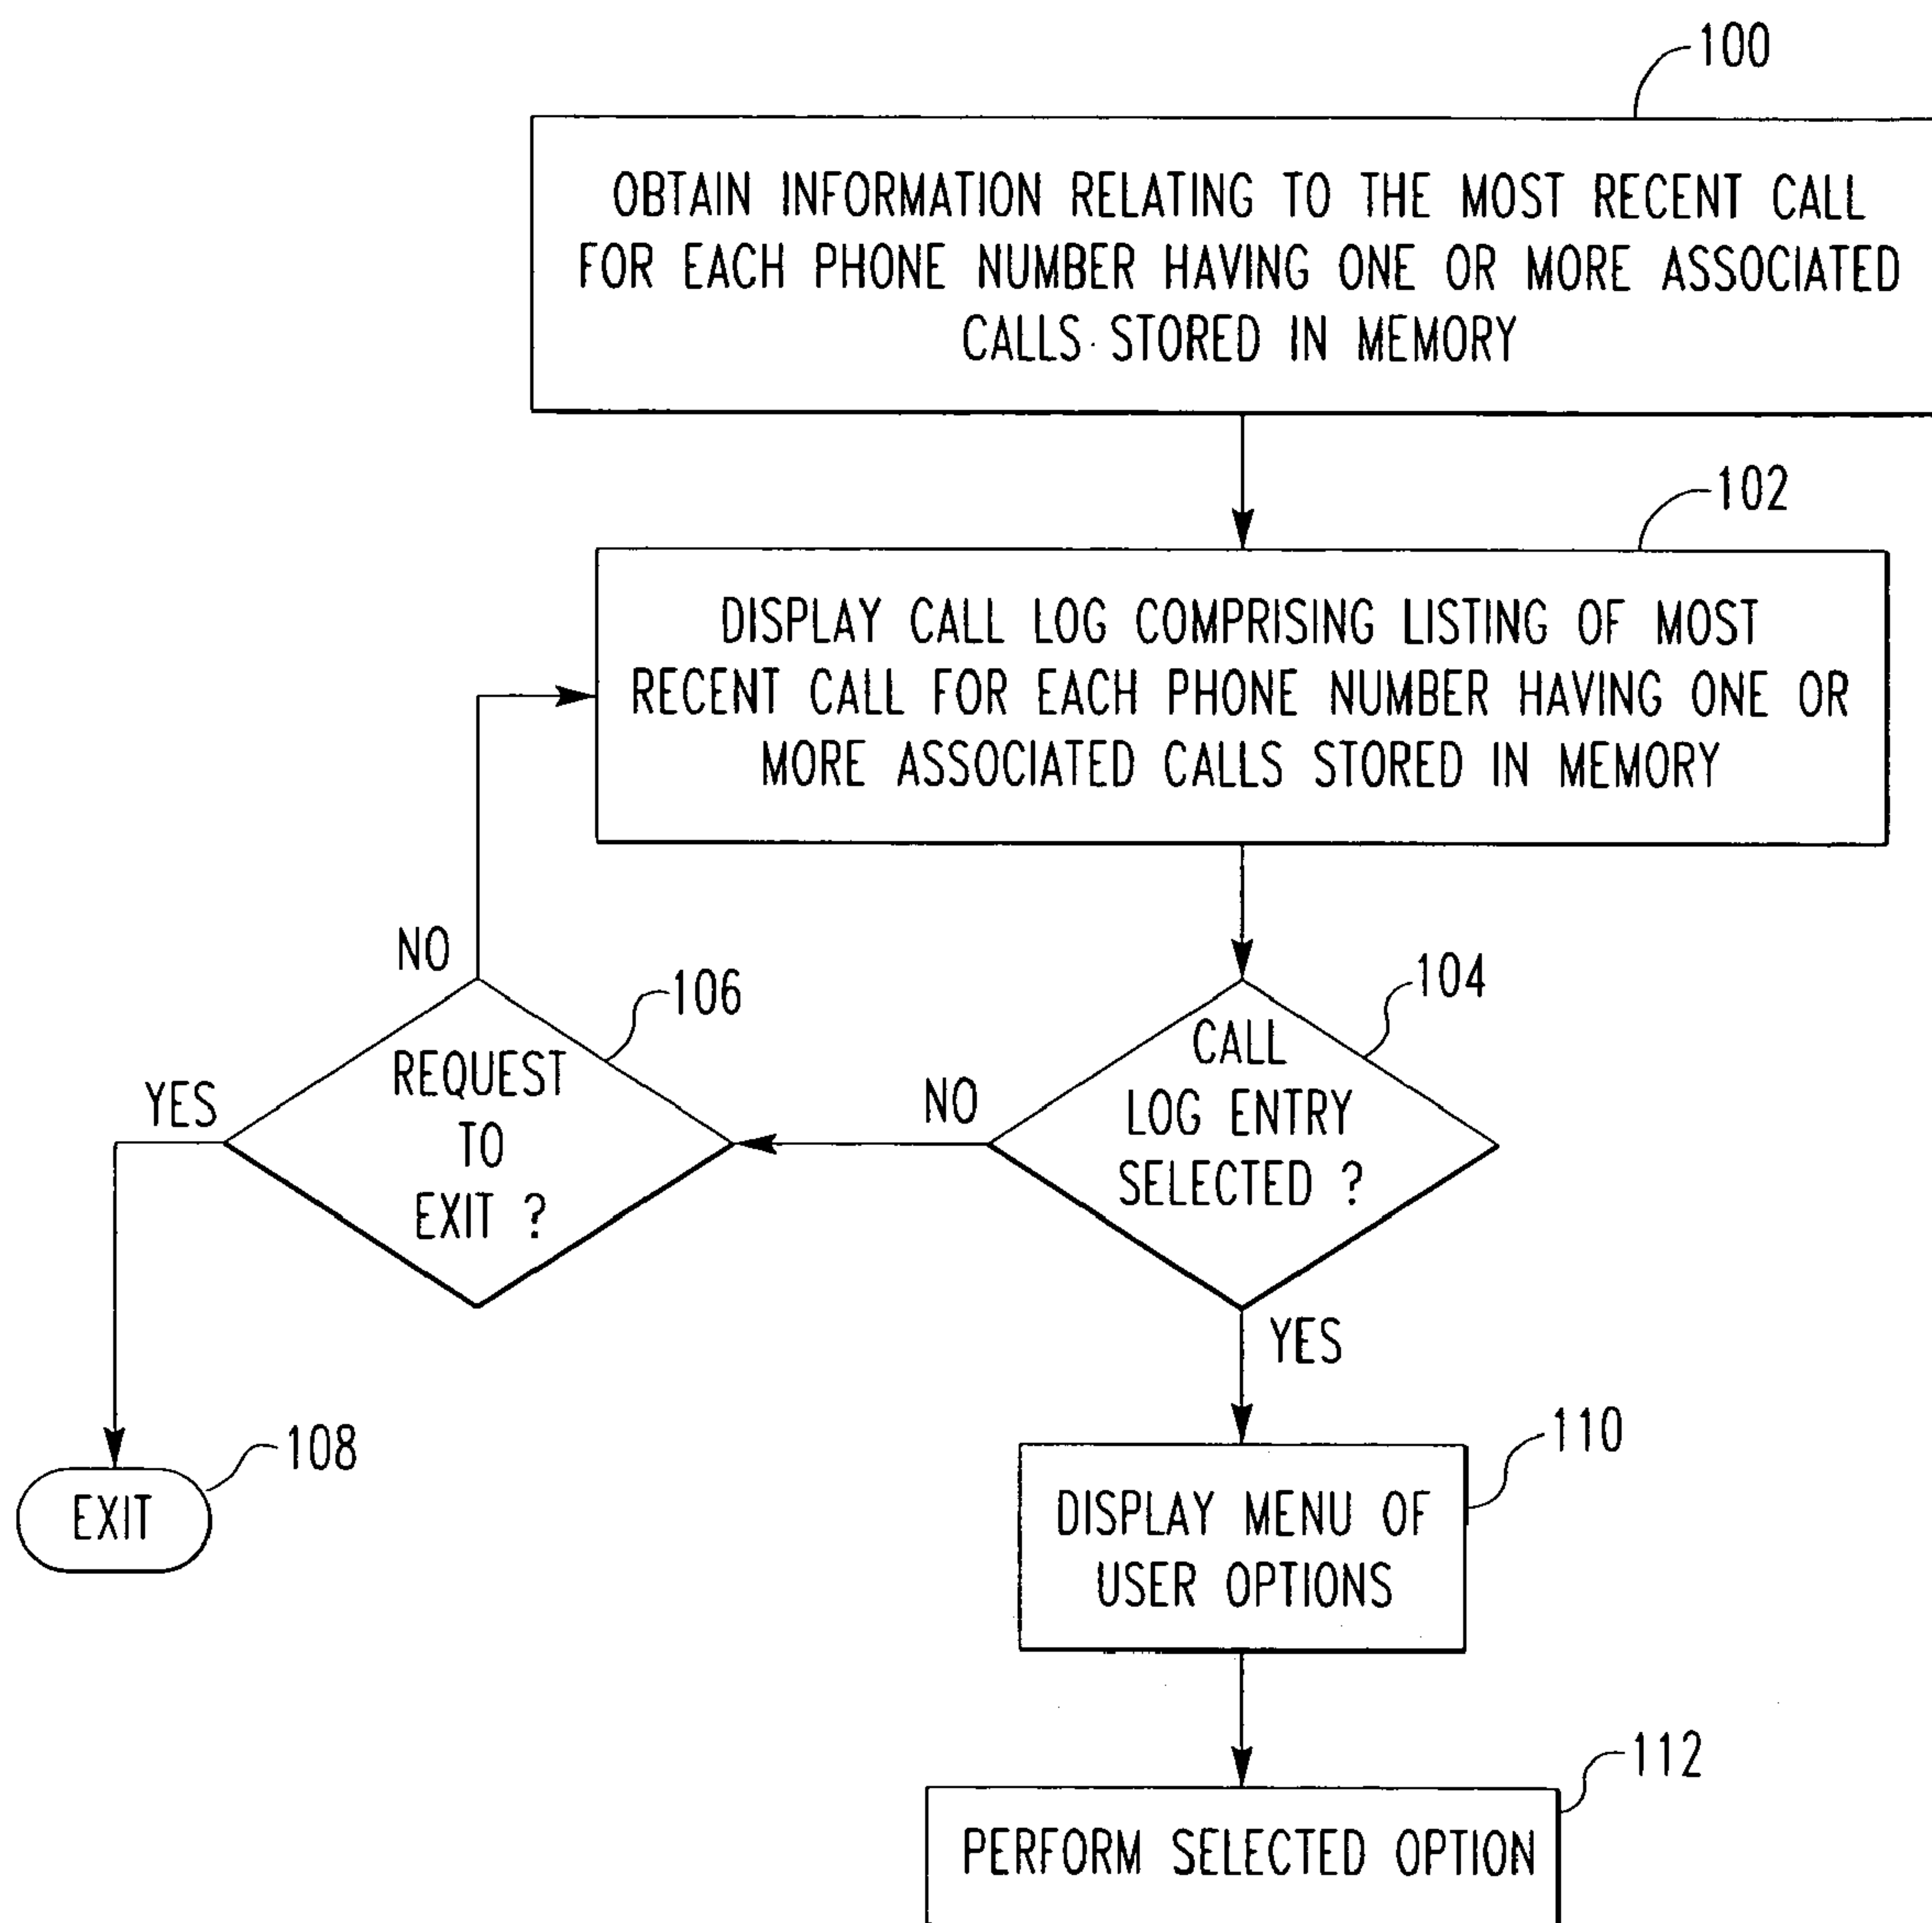 100
OBTAIN INFORMATION RELATING TO THE MOST RECENT CALL
FOR EACH PHONE NUMBER HAVING ONE OR MORE ASSOCIATED
CALLS STORED IN MEMORY
102
DISPLAY CALL LOG COMPRISING LISTING OF MOST
RECENT CALL FOR EACH PHONE NUMBER HAVING ONE OR
MORE ASSOCIATED CALLS STORED IN MEMORY
NO
106
104
REQUEST
TO
EXIT ?
YES
NO
CALL
LOG ENTRY
SELECTED ?
YES
108
EXIT
110
DISPLAY MENU OF
USER OPTIONS
112
PERFORM SELECTED OPTION